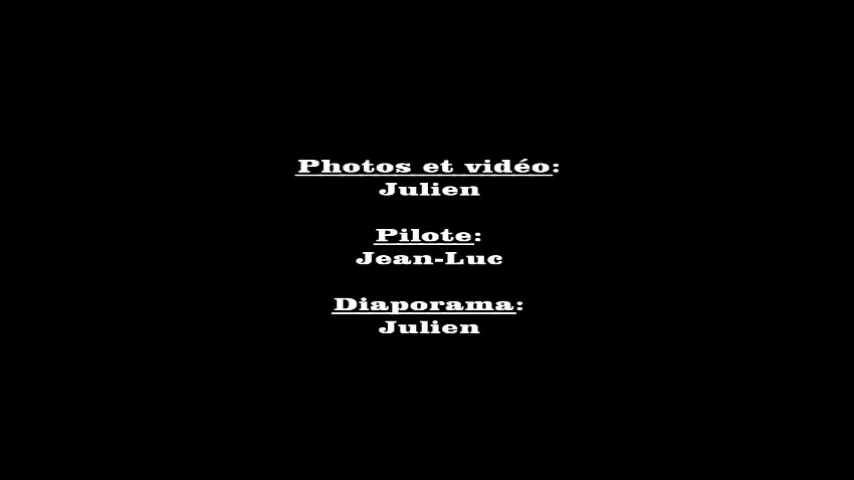 Photos et vidéo:
Julien
Pilote:
Jean-Luc
Diaporama:
Julien